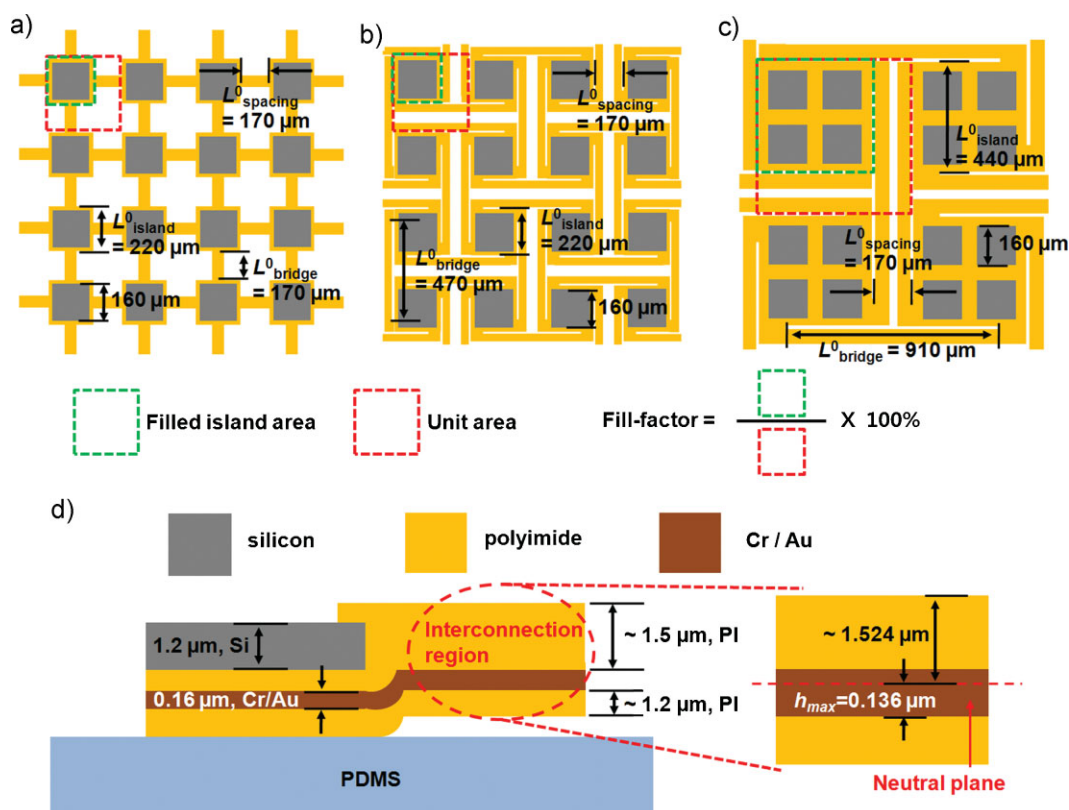 a)
L⁰spacing
= 170 µm
L⁰island
= 220 µm
L⁰bridge
= 170 µm
160 µm
b)
L⁰spacing
= 170 µm
L⁰island
= 220 µm
L⁰bridge
= 470 µm
160 µm
c)
L⁰island
= 440 µm
L⁰spacing
= 170 µm
160 µm
L⁰bridge = 910 µm
Filled island area
Unit area
Fill-factor =
X 100%
d)
silicon
polyimide
Cr / Au
1.2 µm, Si
0.16 µm, Cr/Au
Interconnection
region
~ 1.5 µm, PI
~ 1.2 µm, PI
PDMS
~ 1.524 µm
hmax=0.136 µm
Neutral plane